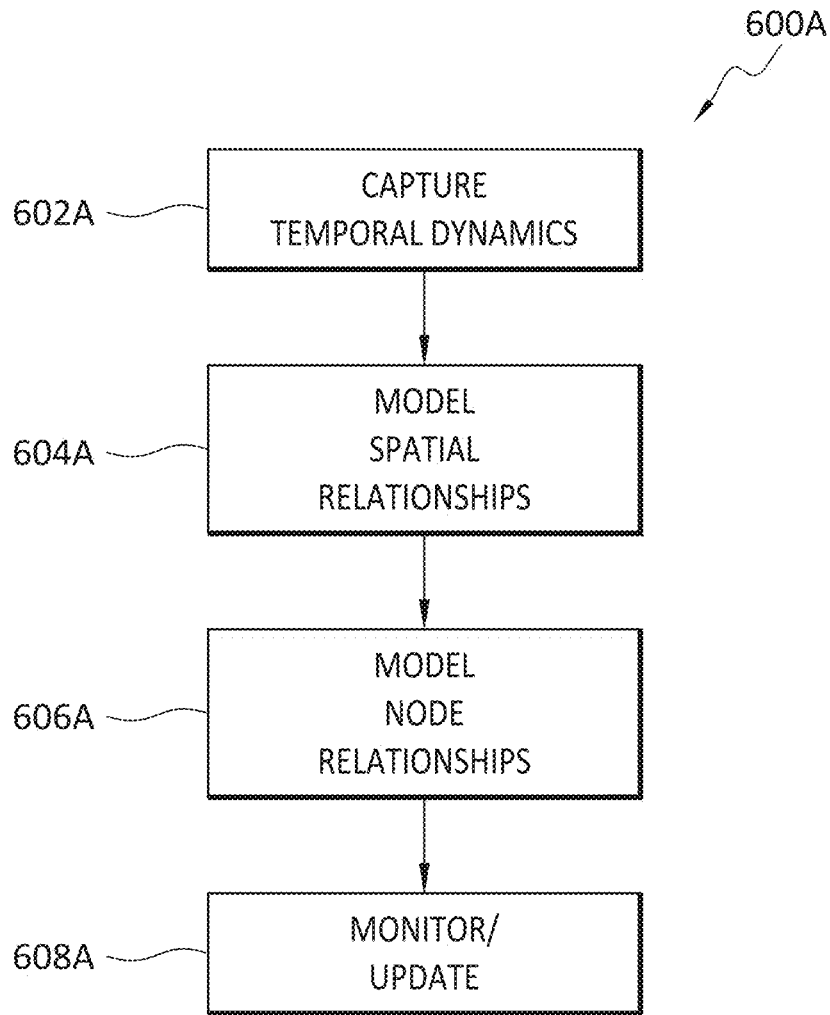 600A
CAPTURE
TEMPORAL DYNAMICS
602A
MODEL
SPATIAL
RELATIONSHIPS
604A
MODEL
NODE
RELATIONSHIPS
606A
MONITOR/
UPDATE
608A